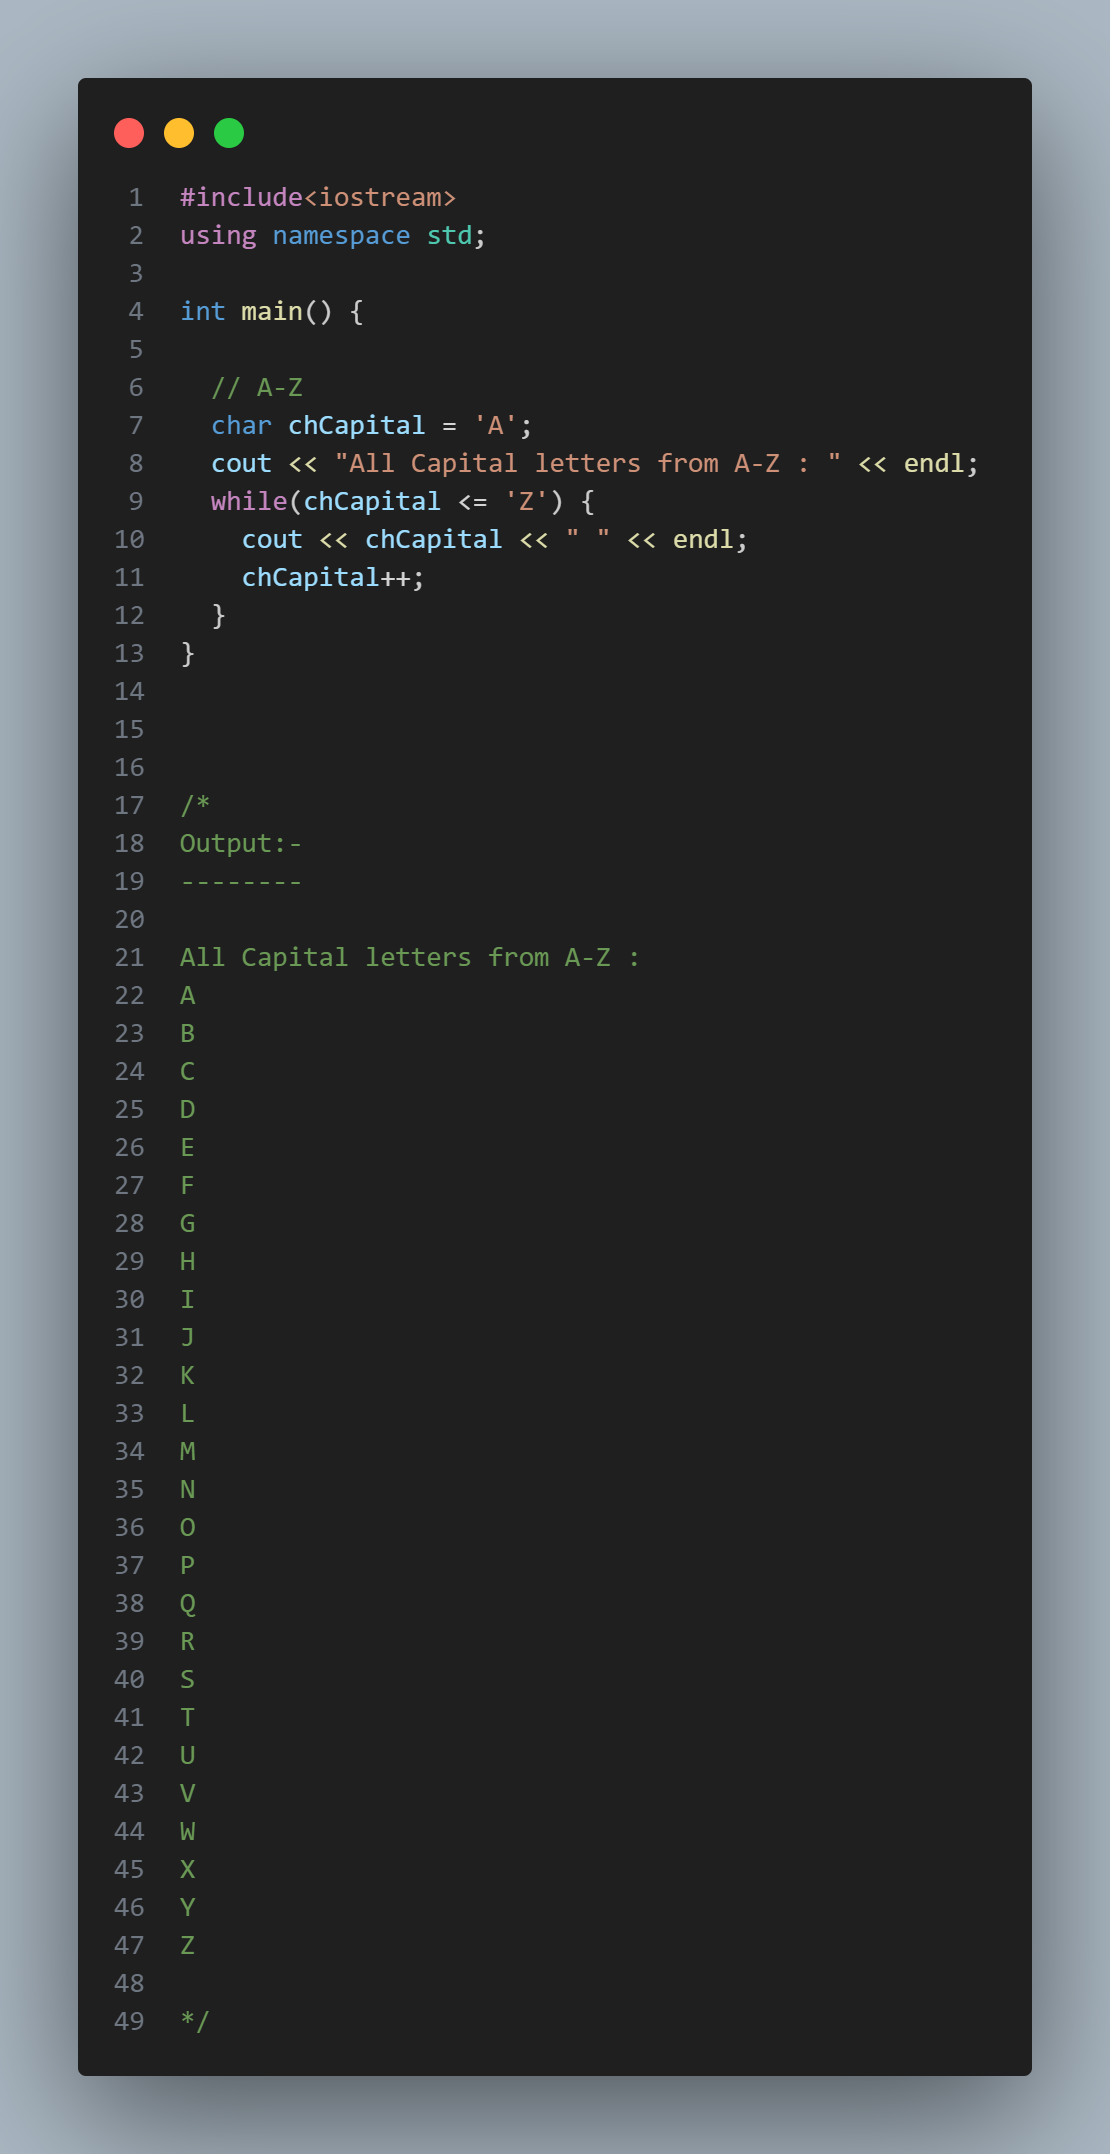 1 #include<iostream>
2 using namespace std;
3
4 int main() {
5
6   // A-Z
7   char chCapital = 'A';
8   cout << "All Capital letters from A-Z : " << endl;
9   while(chCapital <= 'Z') {
10     cout << chCapital << " " << endl;
11     chCapital++;
12   }
13 }
14
15
16
17 /*
18 Output:-
19 --------
20
21 All Capital letters from A-Z :
22 A
23 B
24 C
25 D
26 E
27 F
28 G
29 H
30 I
31 J
32 K
33 L
34 M
35 N
36 O
37 P
38 Q
39 R
40 S
41 T
42 U
43 V
44 W
45 X
46 Y
47 Z
48
49 */